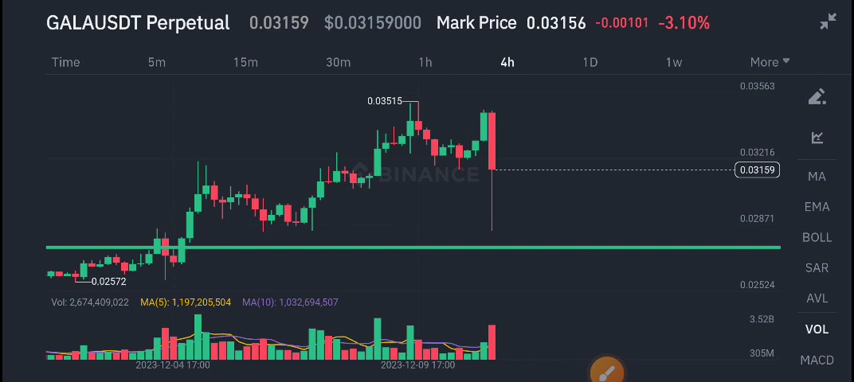 GALAUSDT Perpetual 0.03159 $0.03159000 Mark Price 0.03156 -0.00101 -3.10%
Time 5m 15m 30m 1h 4h 1D 1w More
0.03563
0.03515
0.03216
BINANCE
0.03159
0.02871
0.02572
0.02524
MA
EMA
BOLL
SAR
AVL
VOL
MACD
Vol: 2,674,409,022 MA(5): 1,197,205,504 MA(10): 1,032,694,507
3.52B
305M
2023-12-04 17:00 2023-12-09 17:00